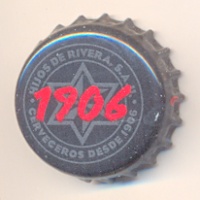 HIJOS DE RIVERA, S.A.
1906
CERVECEROS DESDE 1906